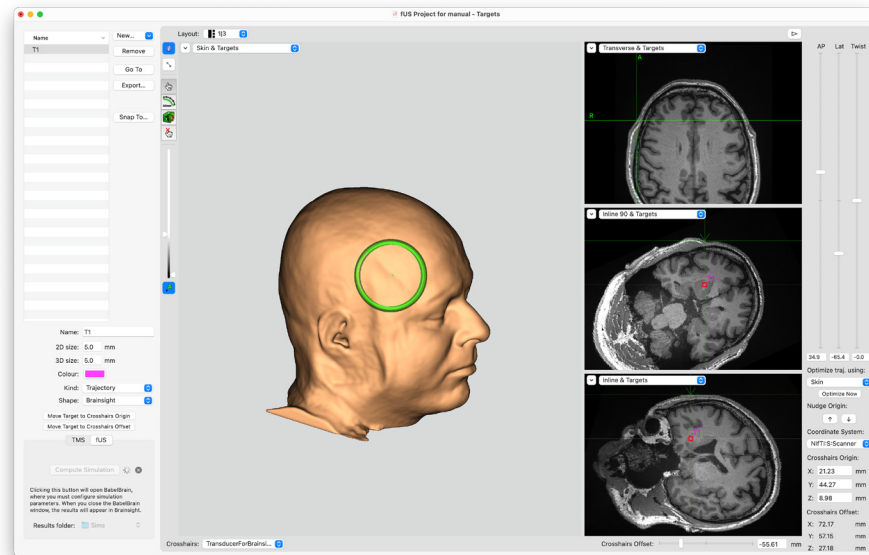 fUS Project for manual - Targets
Name
T1
New...
Remove
Go To
Export...
Snap To...
Name: T1
2D size: 5.0 mm
3D size: 5.0 mm
Colour:
Kind: Trajectory
Shape: Brainsight
Move Target to Crosshairs Origin
Move Target to Crosshairs Offset
TMS fUS
Compute Simulation
Clicking this button will open BabelBrain,
where you must configure simulation
parameters. When you close the BabelBrain
window, the results will appear in Brainsight.
Results folder: Sims
Layout: 1|3
Skin & Targets
Crosshairs: TransducerForBrainsi...
Transverse & Targets
A
R
Inline 90 & Targets
Inline & Targets
Crosshairs Offset: -55.61 mm
AP Lat Twist
34.9 -65.4 -0.0
Optimize traj. using:
Skin
Optimize Now
Nudge Origin:
Coordinate System:
NIfTI:S:Scanner
Crosshairs Origin:
X: 21.23 mm
Y: 44.27 mm
Z: 8.98 mm
Crosshairs Offset:
X: 72.17 mm
Y: 57.15 mm
Z: 27.18 mm